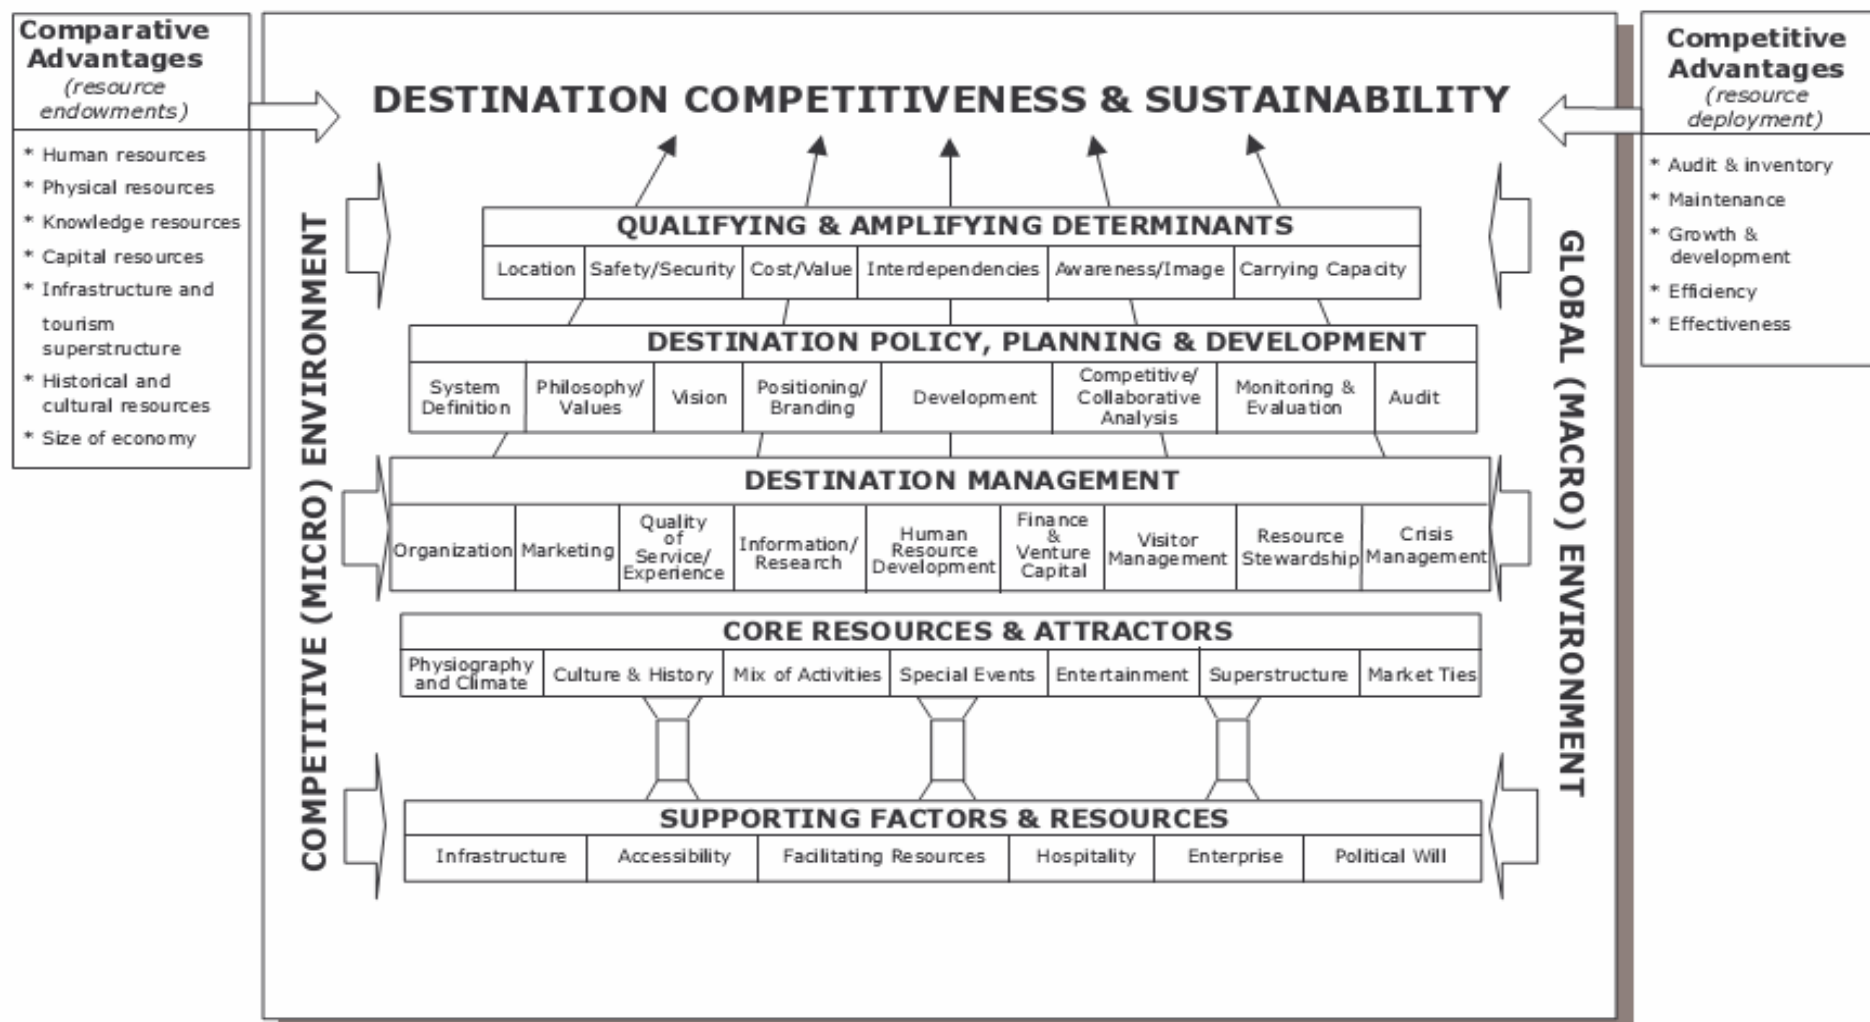 Comparative
Advantages
(resource
endowments)
* Human resources
* Physical resources
* Knowledge resources
* Capital resources
* Infrastructure and
tourism
superstructure
* Historical and
cultural resources
* Size of economy
COMPETITIVE (MICRO) ENVIRONMENT
DESTINATION COMPETITIVENESS & SUSTAINABILITY
QUALIFYING & AMPLIFYING DETERMINANTS
Location
Safety/Security
Cost/Value
Interdependencies
Awareness/Image
Carrying Capacity
DESTINATION POLICY, PLANNING & DEVELOPMENT
System
Definition
Philosophy/
Values
Vision
Positioning/
Branding
Development
Competitive/
Collaborative
Analysis
Monitoring &
Evaluation
Audit
DESTINATION MANAGEMENT
Organization
Marketing
Quality
of
Service/
Experience
Information/
Research
Human
Resource
Development
Finance
&
Venture
Capital
Visitor
Management
Resource
Stewardship
Crisis
Management
CORE RESOURCES & ATTRACTORS
Physiography
and Climate
Culture & History
Mix of Activities
Special Events
Entertainment
Superstructure
Market Ties
SUPPORTING FACTORS & RESOURCES
Infrastructure
Accessibility
Facilitating Resources
Hospitality
Enterprise
Political Will
GLOBAL (MACRO) ENVIRONMENT
Competitive
Advantages
(resource
deployment)
* Audit & inventory
* Maintenance
* Growth &
development
* Efficiency
* Effectiveness